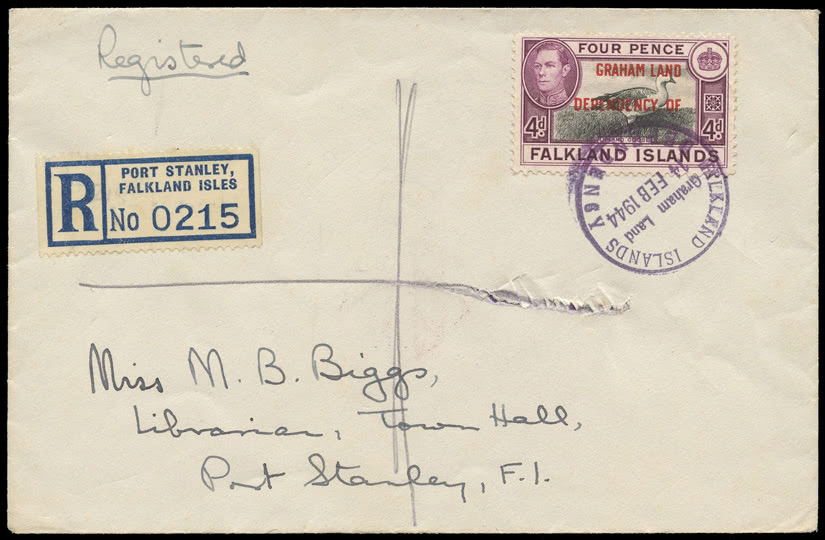 Registered
FOUR PENCE
GRAHAM LAND
DEPENDENCY OF
4d. 4d.
FALKLAND ISLANDS
FALKLAND ISLANDS
Graham Land
FEB 1944
R
PORT STANLEY,
FALKLAND ISLES
No 0215
Miss M. B. Biggs,
Librarian, Town Hall,
Port Stanley, F.I.